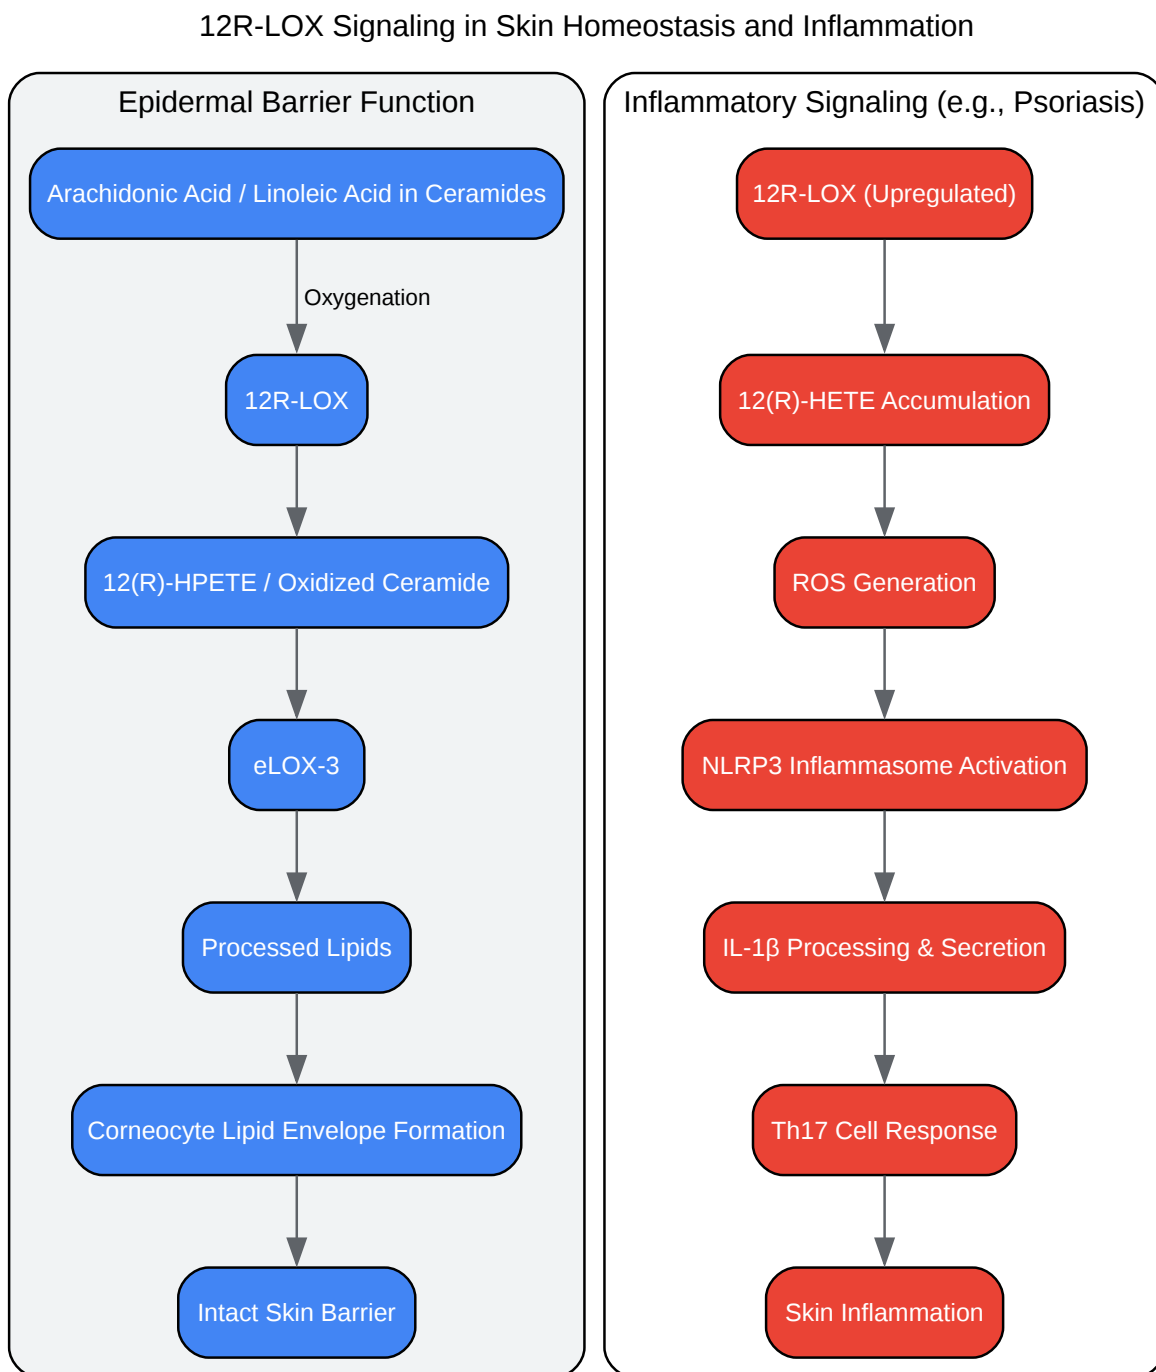 12R-LOX Signaling in Skin Homeostasis and Inflammation
Epidermal Barrier Function
Arachidonic Acid / Linoleic Acid in Ceramides
Oxygenation
12R-LOX
12(R)-HPETE / Oxidized Ceramide
eLOX-3
Processed Lipids
Corneocyte Lipid Envelope Formation
Intact Skin Barrier
Inflammatory Signaling (e.g., Psoriasis)
12R-LOX (Upregulated)
12(R)-HETE Accumulation
ROS Generation
NLRP3 Inflammasome Activation
IL-1β Processing & Secretion
Th17 Cell Response
Skin Inflammation